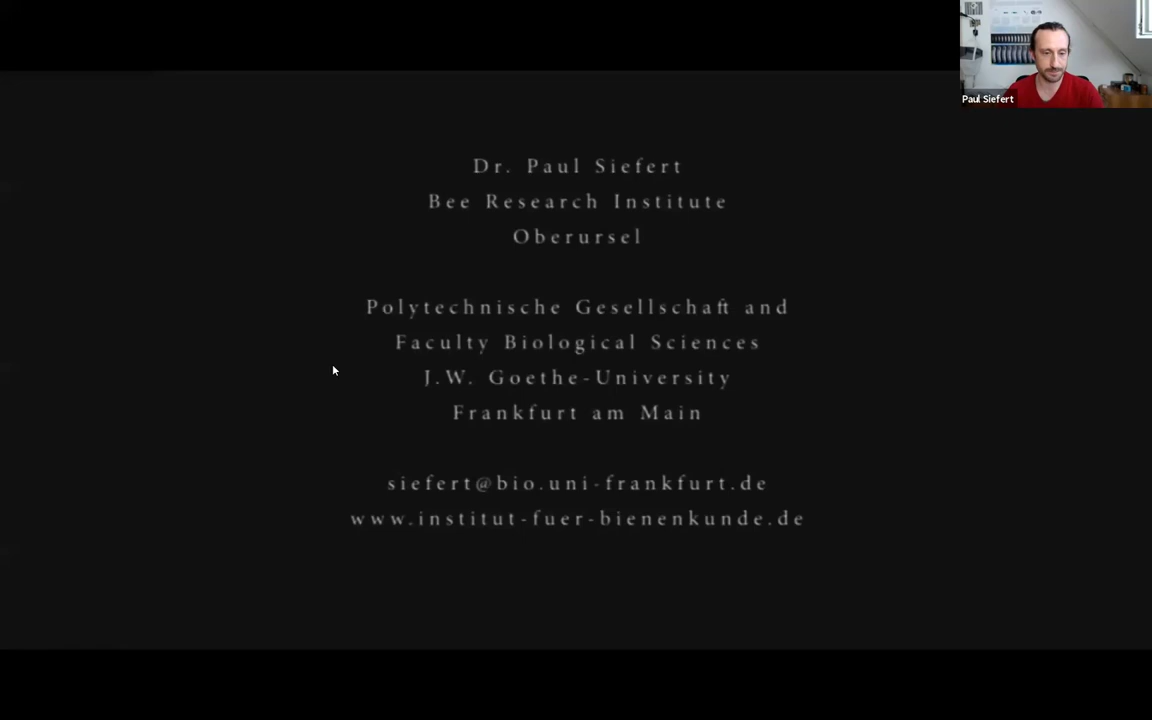 Paul Siefert
Dr. Paul Siefert
Bee Research Institute
Oberursel
Polytechnische Gesellschaft and
Faculty Biological Sciences
J.W. Goethe-University
Frankfurt am Main
siefert@bio.uni-frankfurt.de
www.institut-fuer-bienenkunde.de